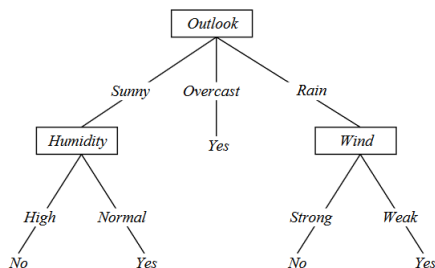 Outlook
Sunny Overcast Rain
Humidity Yes Wind
High Normal Strong Weak
No Yes No Yes